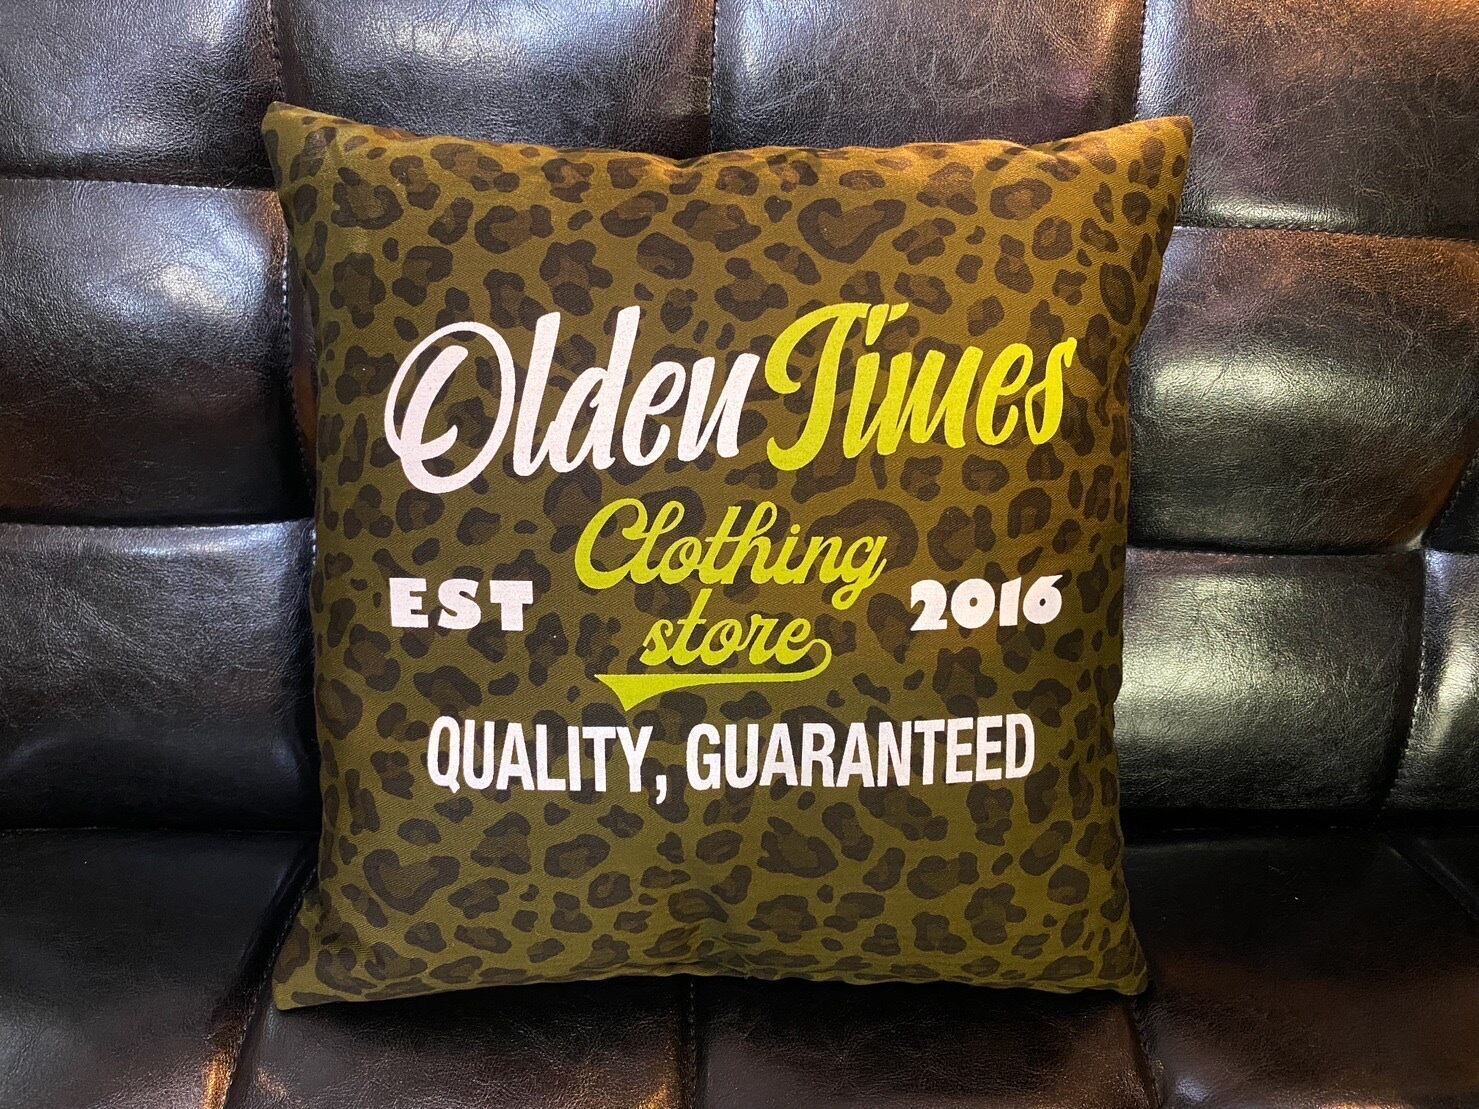 Olden Times
Clothing
EST store 2016
QUALITY, GUARANTEED